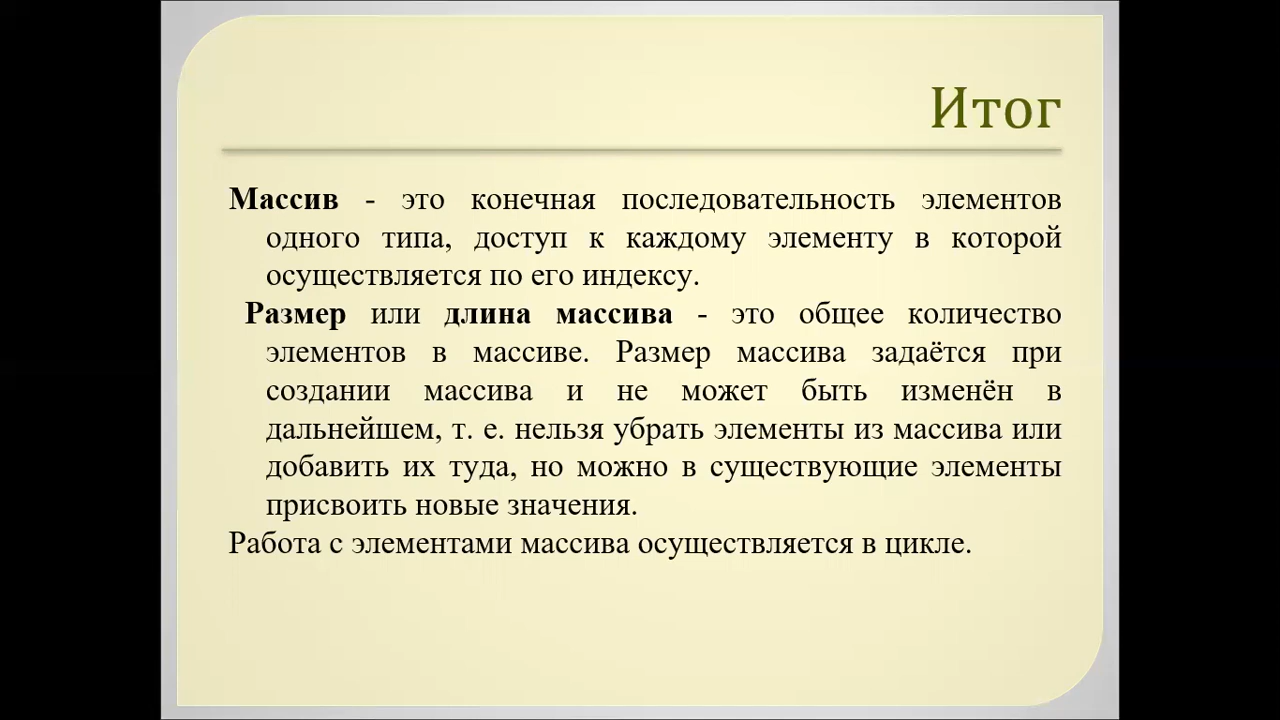 Итог
Массив - это конечная последовательность элементов
одного типа, доступ к каждому элементу в которой
осуществляется по его индексу.
Размер или длина массива - это общее количество
элементов в массиве. Размер массива задаётся при
создании массива и не может быть изменён в
дальнейшем, т. е. нельзя убрать элементы из массива или
добавить их туда, но можно в существующие элементы
присвоить новые значения.
Работа с элементами массива осуществляется в цикле.